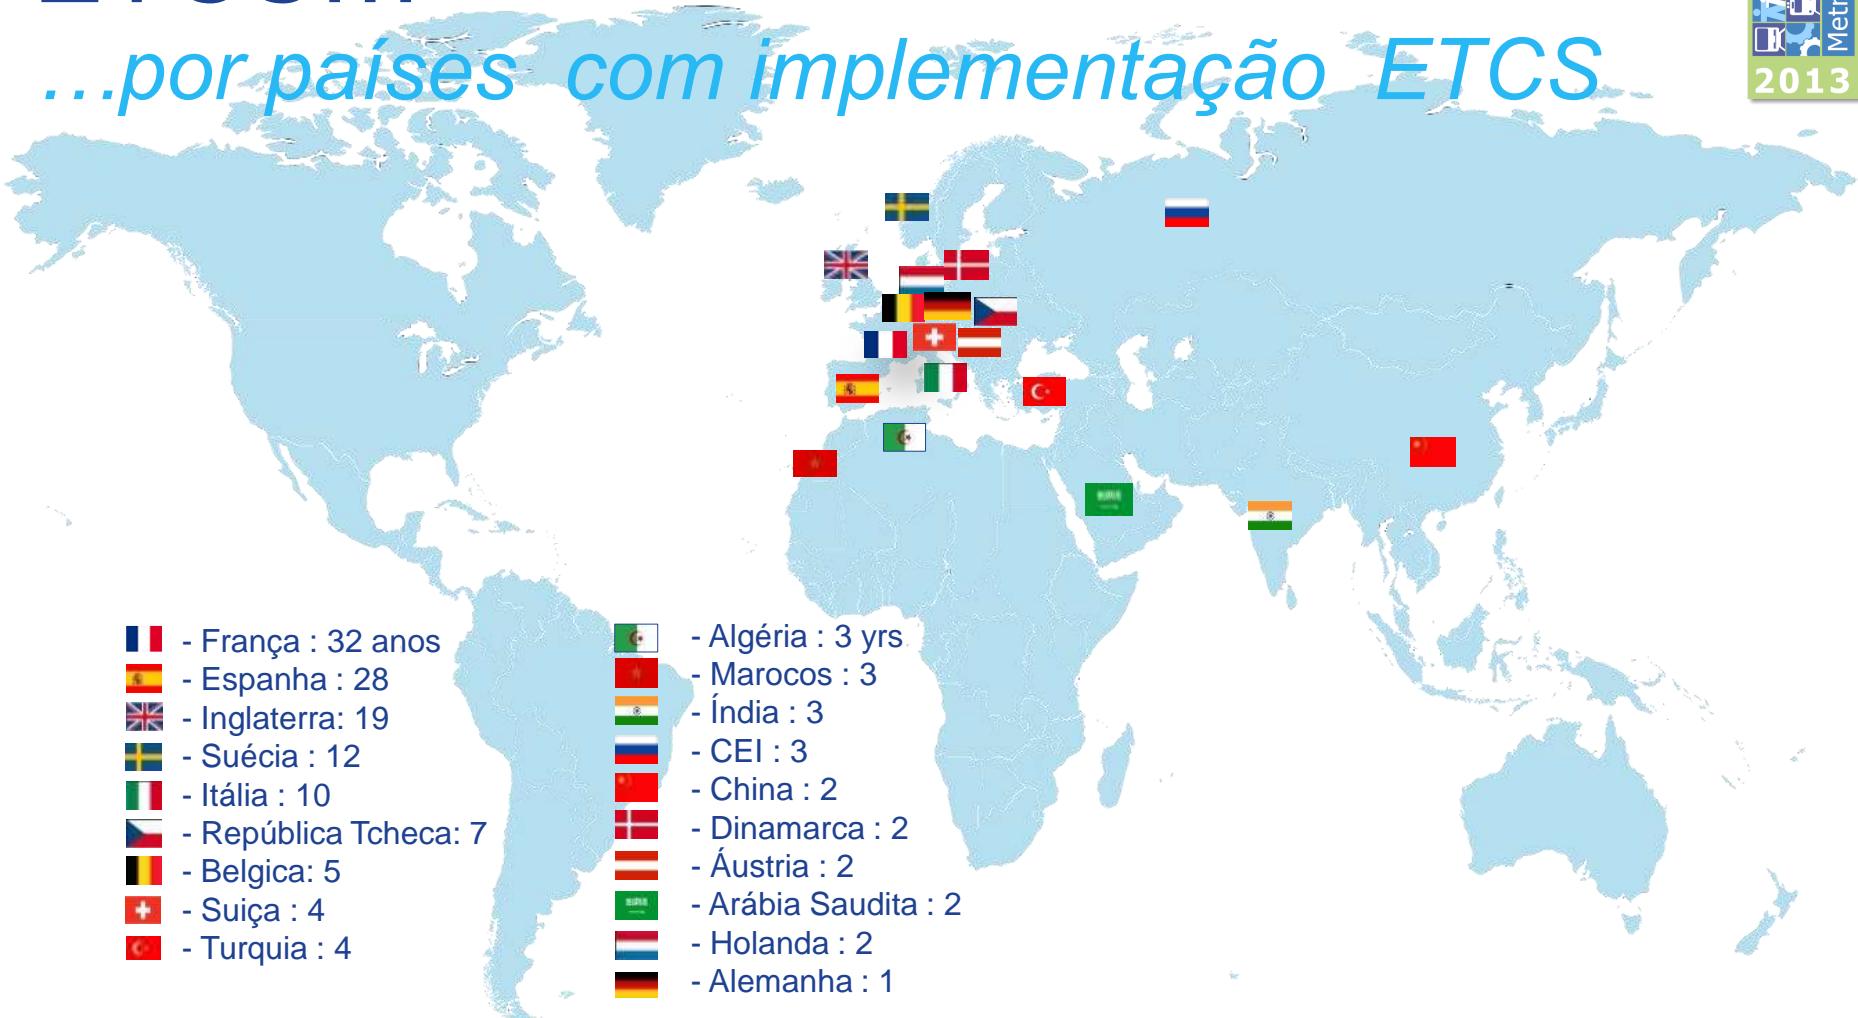 …por países com implementação ETCS
Metr
2013
- França : 32 anos
- Espanha : 28
- Inglaterra: 19
- Suécia : 12
- Itália : 10
- República Tcheca: 7
- Belgica: 5
- Suiça : 4
- Turquia : 4
- Algéria : 3 yrs
- Marocos : 3
- Índia : 3
- CEI : 3
- China : 2
- Dinamarca : 2
- Áustria : 2
- Arábia Saudita : 2
- Holanda : 2
- Alemanha : 1